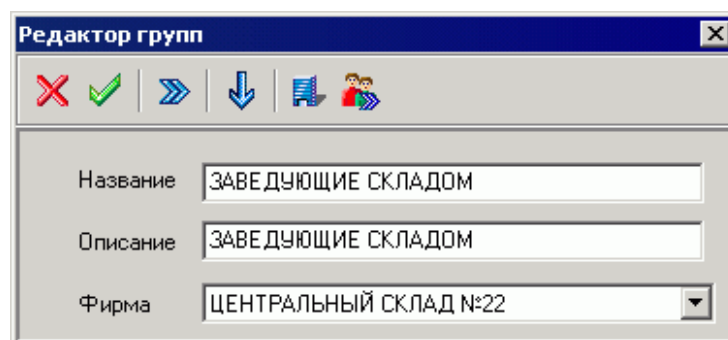 Редактор групп
Название ЗАВЕДУЮЩИЕ СКЛАДОМ
Описание ЗАВЕДУЮЩИЕ СКЛАДОМ
Фирма ЦЕНТРАЛЬНЫЙ СКЛАД №22